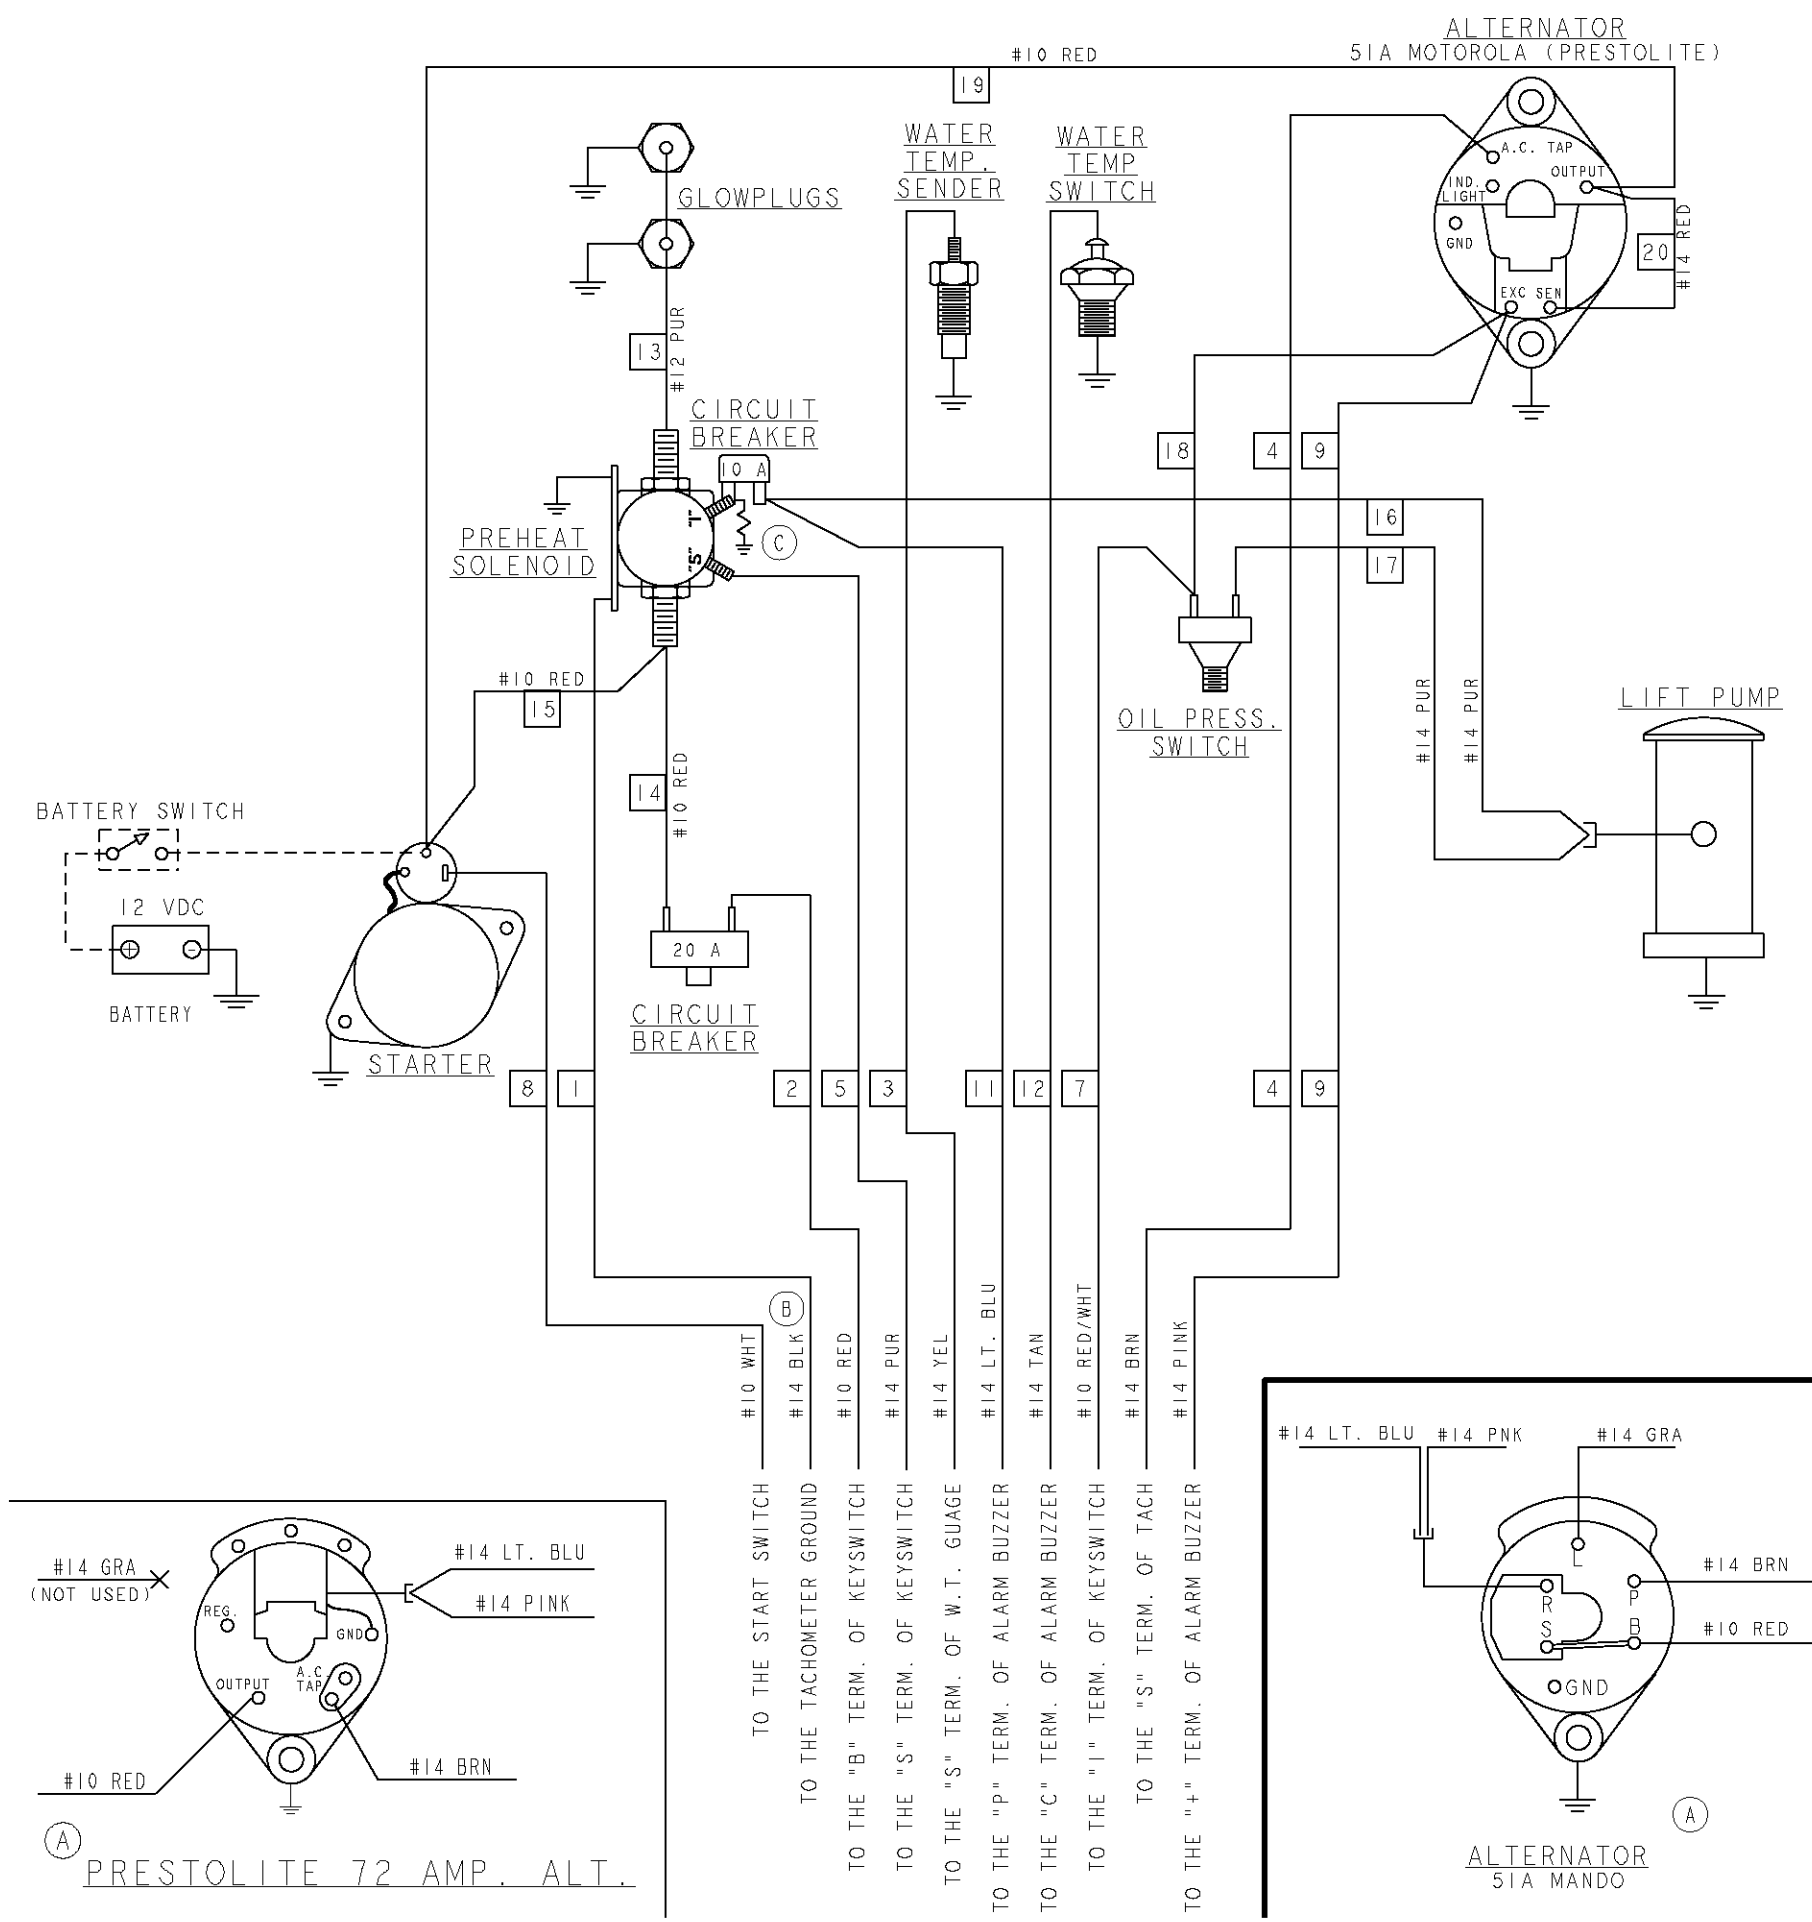 ALTERNATOR
51A MOTOROLA (PRESTOLITE)
#10 RED
19
A.C. TAP
OUTPUT
IND.
LIGHT
GND
EXC SEN
20
#14 RED
WATER
TEMP.
SENDER
WATER
TEMP
SWITCH
GLOWPLUGS
13
#12 PUR
CIRCUIT
BREAKER
10 A
18
4
9
"I"
"S"
C
16
17
PREHEAT
SOLENOID
#10 RED
15
14
#10 RED
OIL PRESS.
SWITCH
#14 PUR
#14 PUR
LIFT PUMP
BATTERY SWITCH
12 VDC
+
-
BATTERY
20 A
CIRCUIT
BREAKER
STARTER
8
1
2
5
3
11
12
7
4
9
B
#10 WHT
#14 BLK
#10 RED
#14 PUR
#14 YEL
#14 LT. BLU
#14 TAN
#10 RED/WHT
#14 BRN
#14 PINK
TO THE START SWITCH
TO THE TACHOMETER GROUND
TO THE "B" TERM. OF KEYSWITCH
TO THE "S" TERM. OF KEYSWITCH
TO THE "S" TERM. OF W.T. GUAGE
TO THE "P" TERM. OF ALARM BUZZER
TO THE "C" TERM. OF ALARM BUZZER
TO THE "I" TERM. OF KEYSWITCH
TO THE "S" TERM. OF TACH
TO THE "+" TERM. OF ALARM BUZZER
#14 GRA
(NOT USED)
#14 LT. BLU
#14 PINK
REG.
GND
OUTPUT
A.C.
TAP
#10 RED
#14 BRN
A
PRESTOLITE 72 AMP. ALT.
#14 LT. BLU
#14 PNK
#14 GRA
L
#14 BRN
R
P
S
B
#10 RED
GND
A
ALTERNATOR
51A MANDO